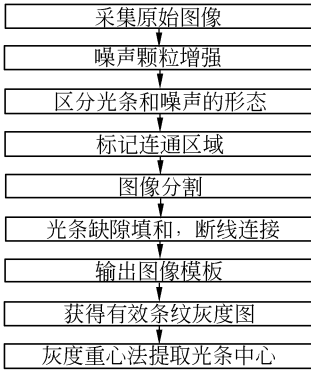 采集原始图像
噪声颗粒增强
区分光条和噪声的形态
标记连通区域
图像分割
光条缺隙填和，断线连接
输出图像模板
获得有效条纹灰度图
灰度重心法提取光条中心